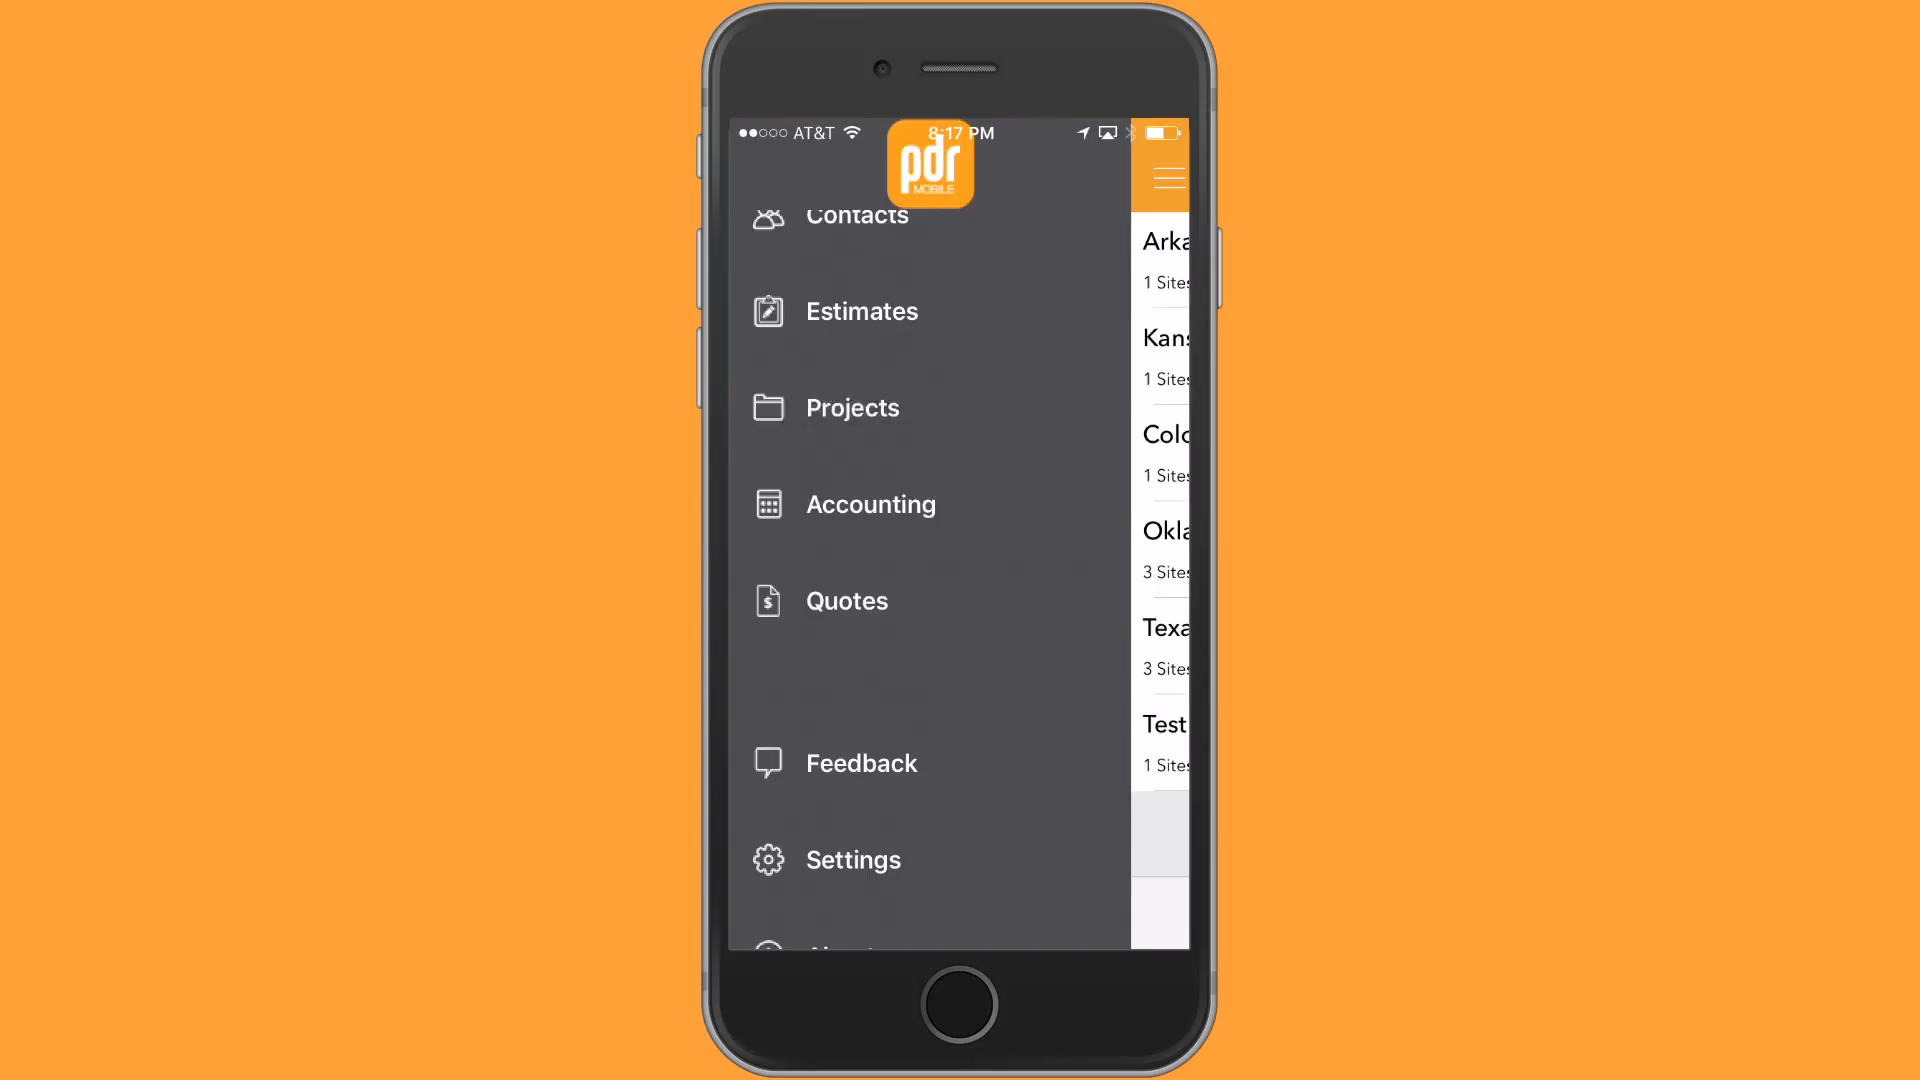 AT&T 8:17 PM
pdr
MOBILE
Contacts
Estimates
Projects
Accounting
Quotes
Feedback
Settings
Arka
1 Sites
Kans
1 Sites
Colo
1 Sites
Okla
3 Sites
Texa
3 Sites
Test
1 Sites